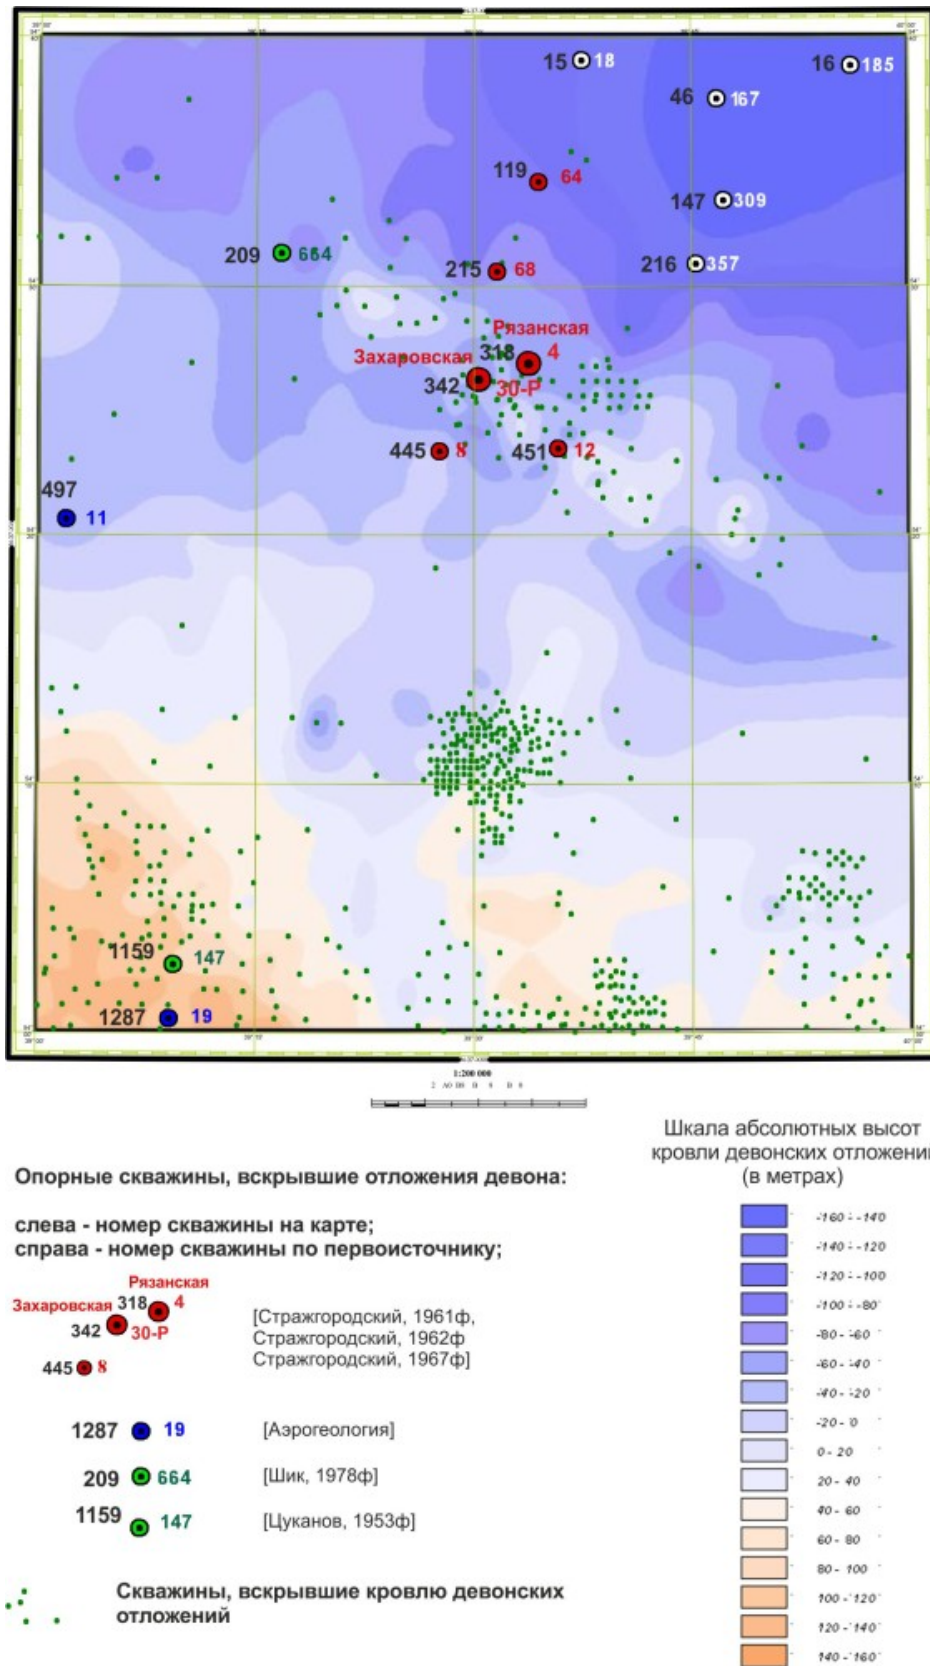 15 18
16 185
46 167
119 64
147 309
209 664
215 68
216 357
Рязанская
318 4
Захаровская
342 30-Р
445 8
451 12
497
11
1159 147
1287 19
1:200 000
Шкала абсолютных высот
кровли девонских отложени
(в метрах)
Опорные скважины, вскрывшие отложения девона:
слева - номер скважины на карте;
справа - номер скважины по первоисточнику;
Рязанская
Захаровская 318 4
342 30-Р
[Стражгородский, 1961ф,
Стражгородский, 1962ф
Стражгородский, 1967ф]
445 8
1287 19 [Аэрогеология]
209 664 [Шик, 1978ф]
1159 147 [Цуканов, 1953ф]
Скважины, вскрывшие кровлю девонских
отложений
-160 - -140
-140 - -120
-120 - -100
-100 - -80
-80 - -60
-60 - -40
-40 - -20
-20 - 0
0 - 20
20 - 40
40 - 60
60 - 80
80 - 100
100 - 120
120 - 140
140 - 160